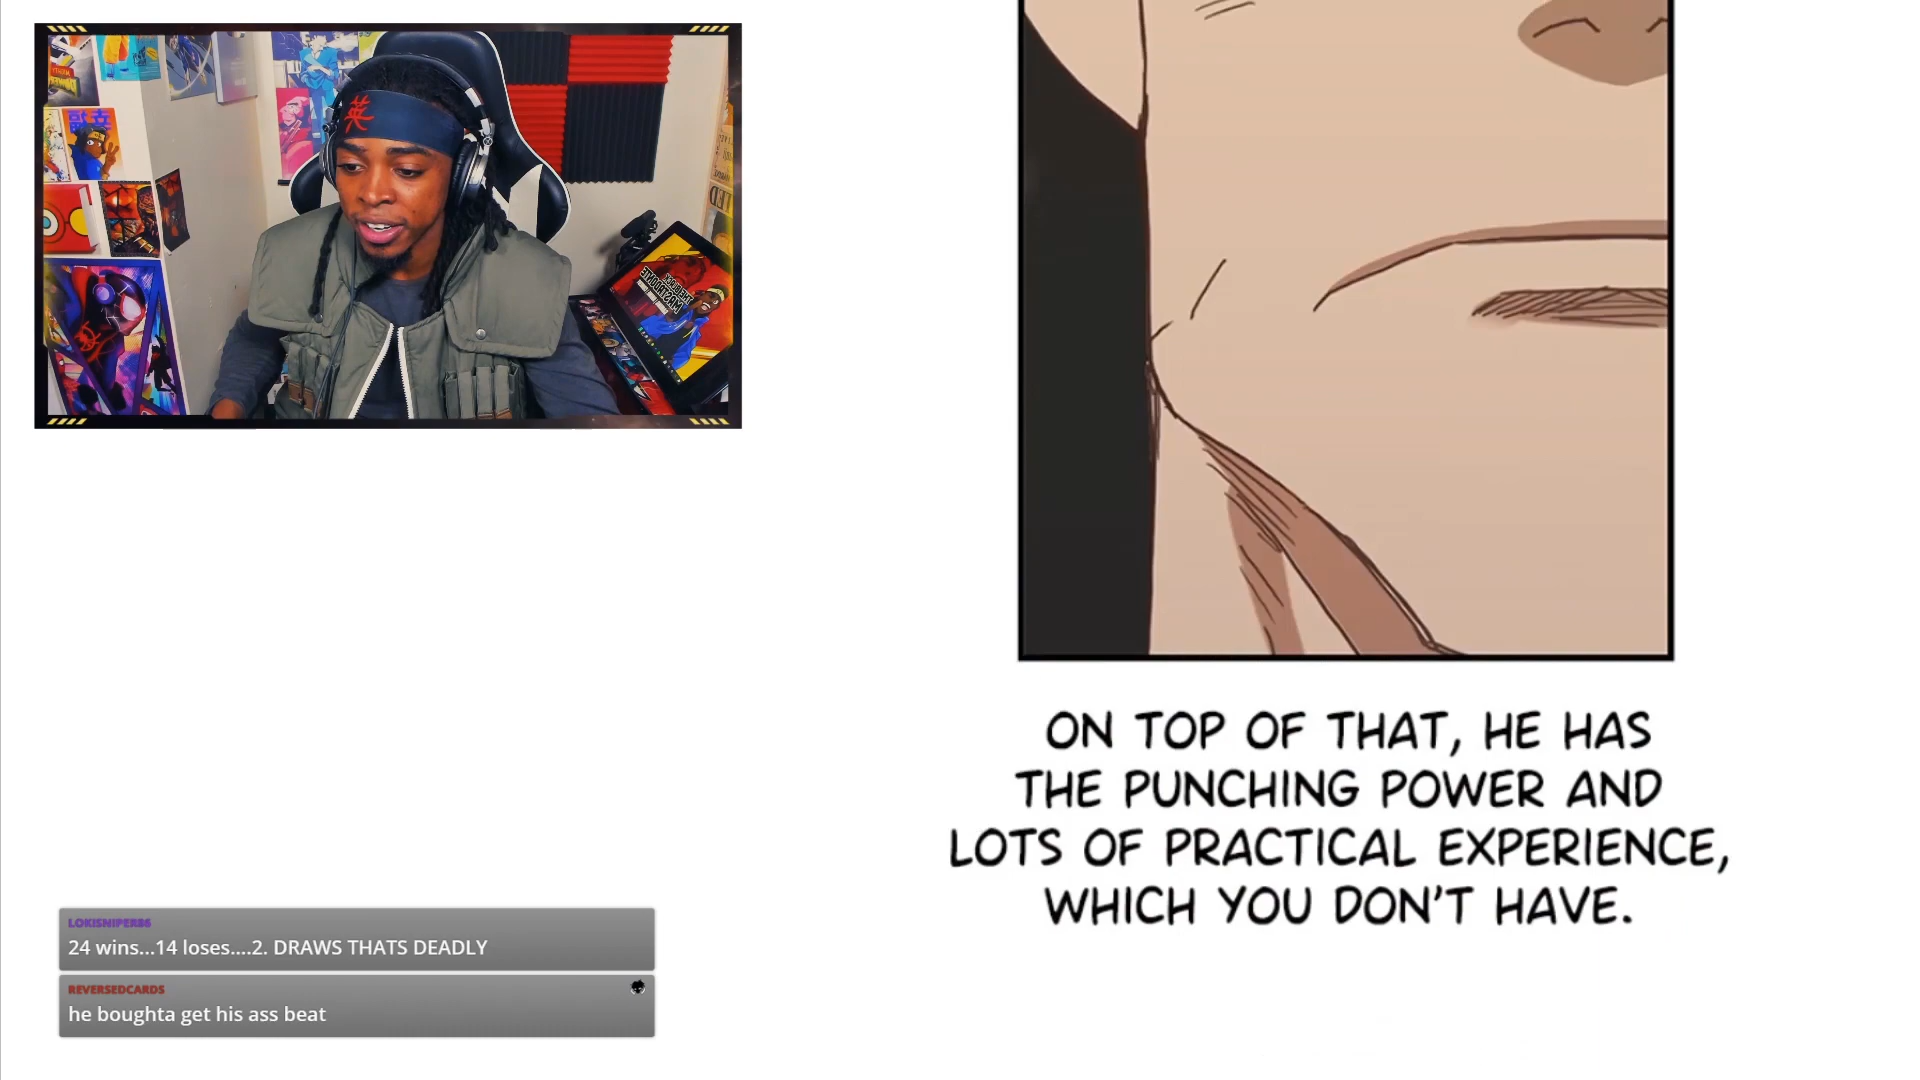 英
ON TOP OF THAT, HE HAS
THE PUNCHING POWER AND
LOTS OF PRACTICAL EXPERIENCE,
WHICH YOU DON'T HAVE.
LOKISNIPER86
24 wins...14 loses....2. DRAWS THATS DEADLY
REVERSEDCARDS
he boughta get his ass beat